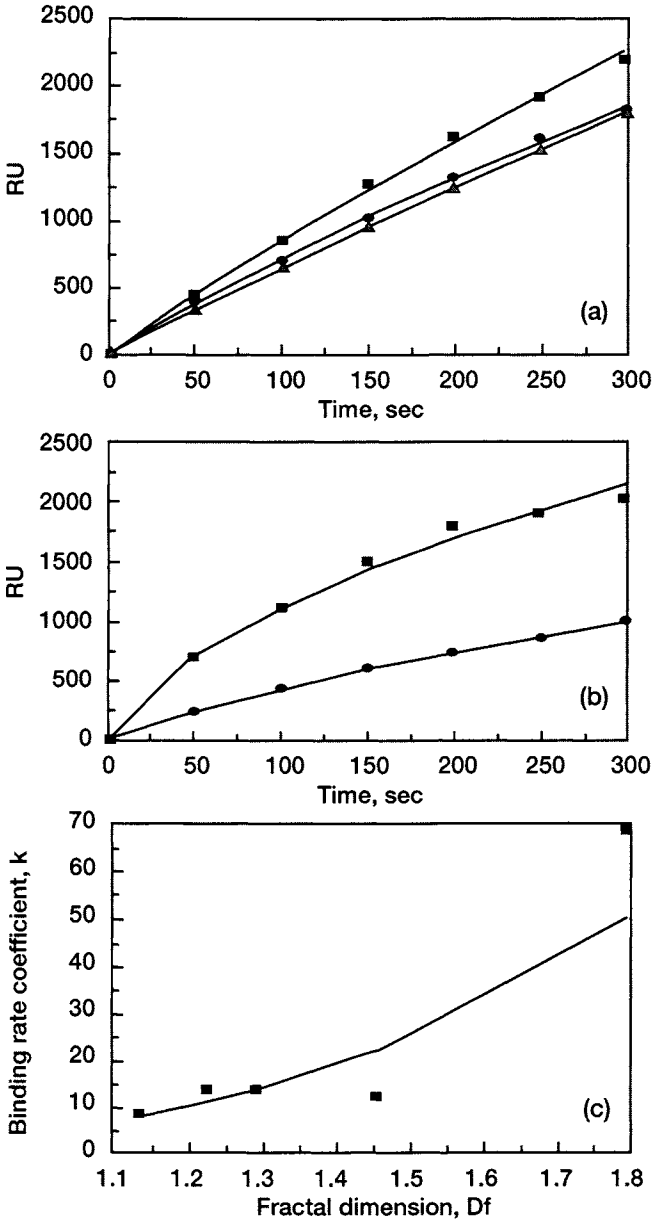 2500
2000
1500
1000
500
0
RU
(a)
0 50 100 150 200 250 300
Time, sec
2500
2000
1500
1000
500
0
RU
(b)
0 50 100 150 200 250 300
Time, sec
70
60
50
40
30
20
10
0
Binding rate coefficient, k
(c)
1.1 1.2 1.3 1.4 1.5 1.6 1.7 1.8
Fractal dimension, Df